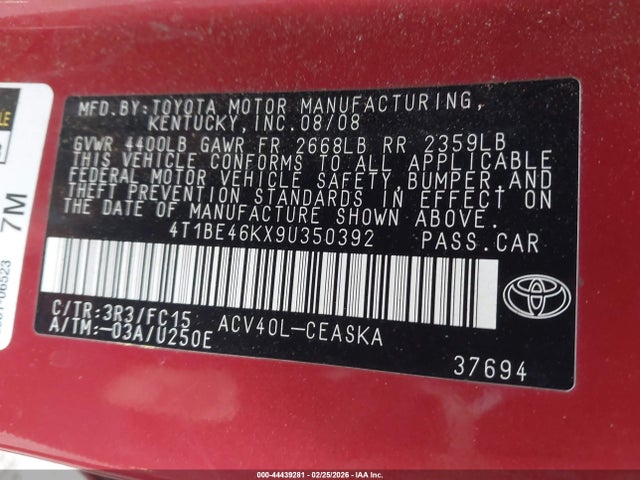 MFD.BY:TOYOTA MOTOR MANUFACTURING,
KENTUCKY, INC.08/08
GVWR 4400LB GAWR FR 2668LB RR 2359LB
THIS VEHICLE CONFORMS TO ALL APPLICABLE
FEDERAL MOTOR VEHICLE SAFETY,BUMPER,AND
THEFT PREVENTION STANDARDS IN EFFECT ON
THE DATE OF MANUFACTURE SHOWN ABOVE.
4T1BE46KX9U350392 PASS.CAR
C/TR:3R3/FC15 ACV40L-CEASKA
A/TM:-03A/U250E
37694
7M
000-44439281 - 02/25/2026 - IAAI.com